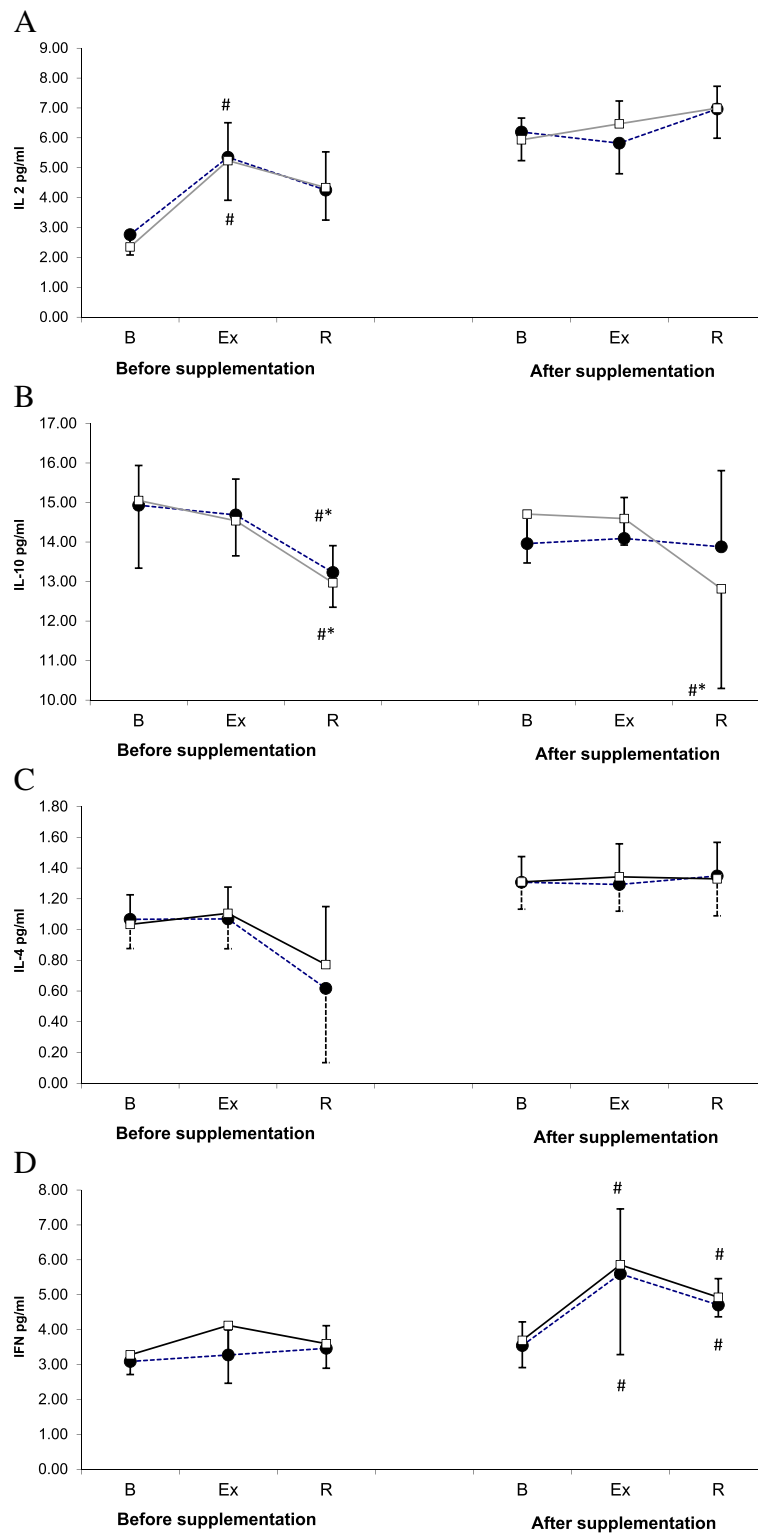 A
9.00
8.00
7.00
6.00
5.00
4.00
3.00
2.00
1.00
0.00
IL 2 pg/ml
#
#
B Ex R B Ex R
Before supplementation After supplementation
B
17.00
16.00
15.00
14.00
13.00
12.00
11.00
10.00
IL-10 pg/ml
#*
#*
#*
B Ex R B Ex R
Before supplementation After supplementation
C
1.80
1.60
1.40
1.20
1.00
0.80
0.60
0.40
0.20
0.00
IL-4 pg/ml
B Ex R B Ex R
Before supplementation After supplementation
D
8.00
7.00
6.00
5.00
4.00
3.00
2.00
1.00
0.00
IFN pg/ml
#
#
#
#
B Ex R B Ex R
Before supplementation After supplementation